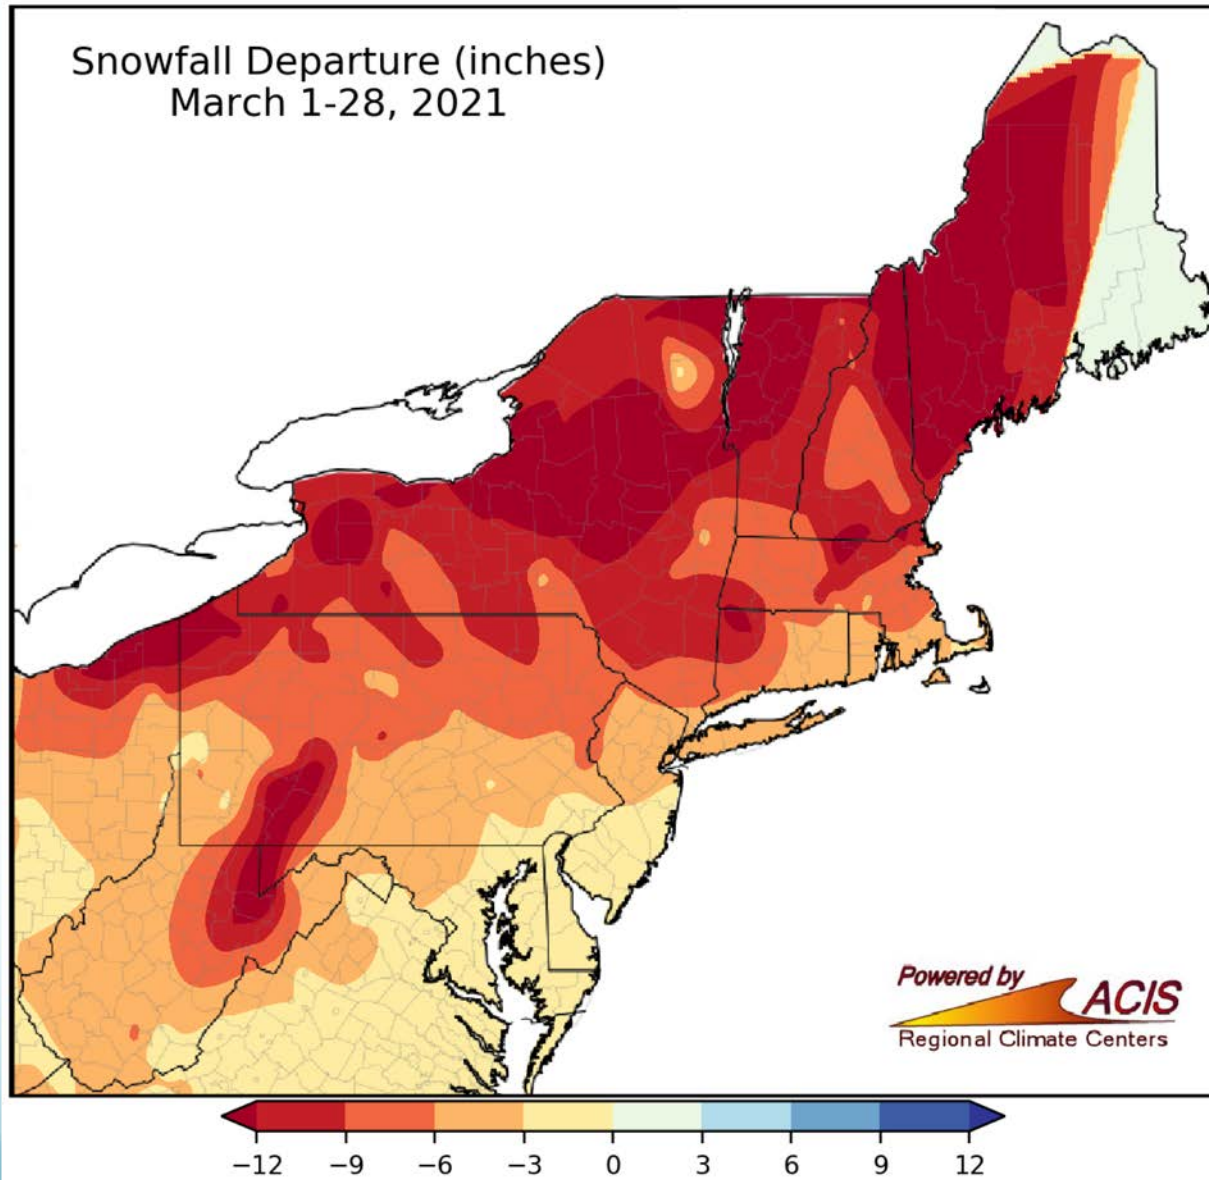 Snowfall Departure (inches)
March 1-28, 2021
Powered by
ACIS
Regional Climate Centers
−12 −9 −6 −3 0 3 6 9 12